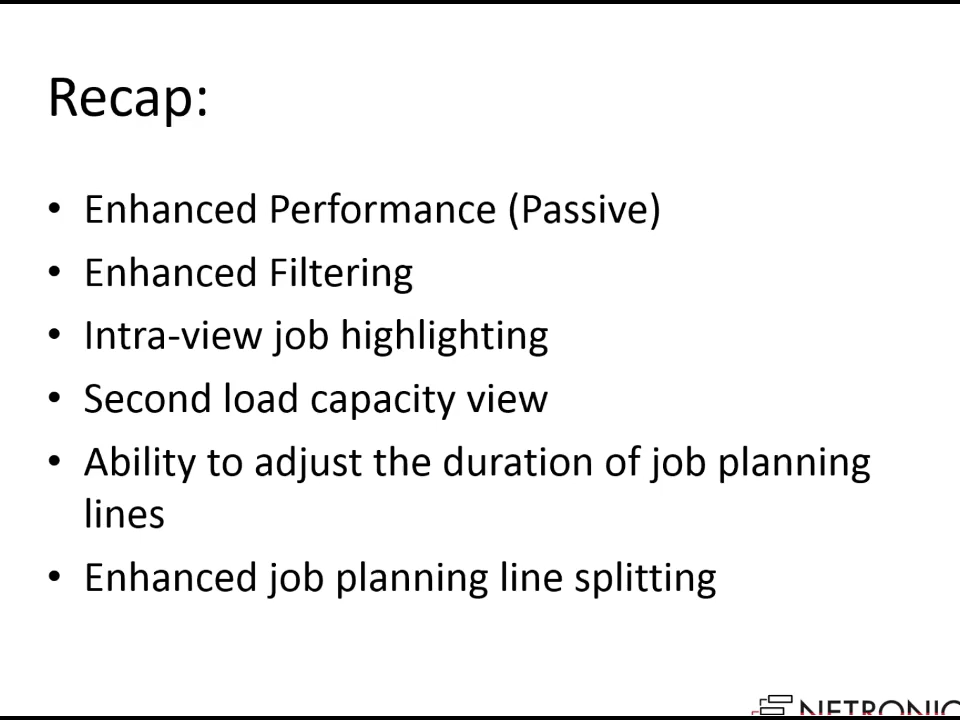 Recap:
• Enhanced Performance (Passive)
• Enhanced Filtering
• Intra-view job highlighting
• Second load capacity view
• Ability to adjust the duration of job planning
lines
• Enhanced job planning line splitting
NETRONIC